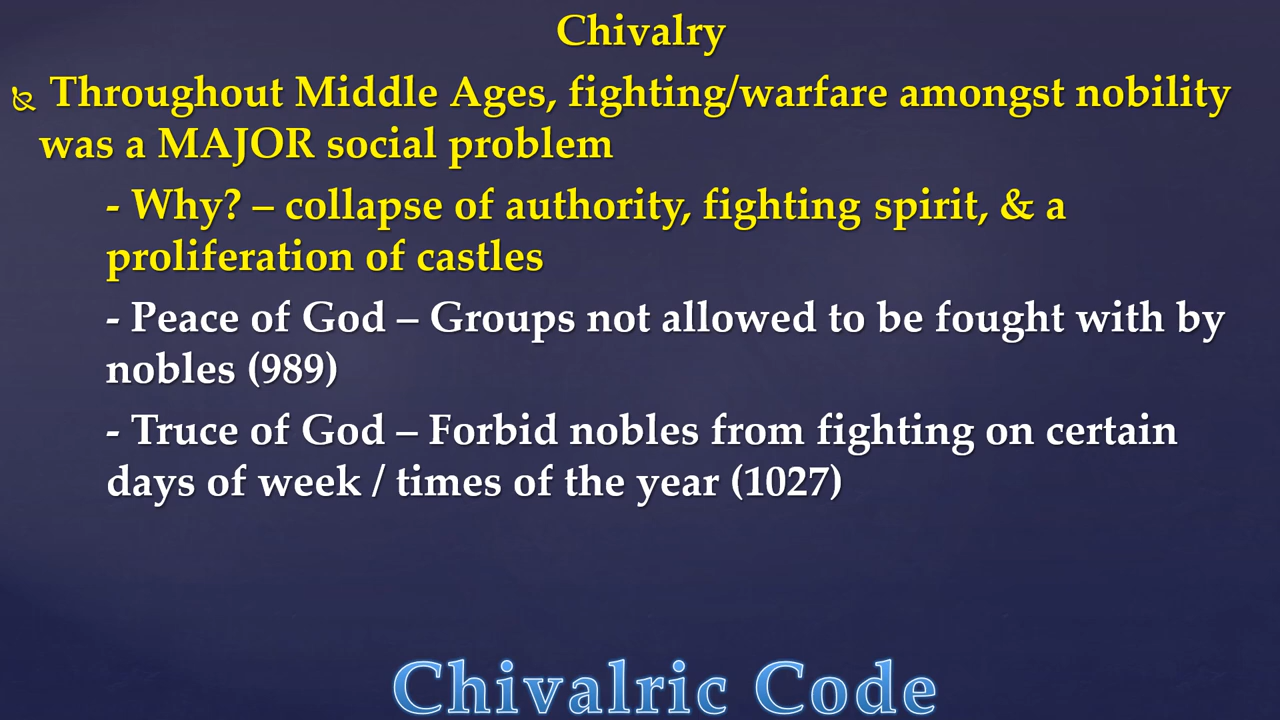 Chivalry
Throughout Middle Ages, fighting/warfare amongst nobility
was a MAJOR social problem
- Why? – collapse of authority, fighting spirit, & a
proliferation of castles
- Peace of God – Groups not allowed to be fought with by
nobles (989)
- Truce of God – Forbid nobles from fighting on certain
days of week / times of the year (1027)
Chivalric Code